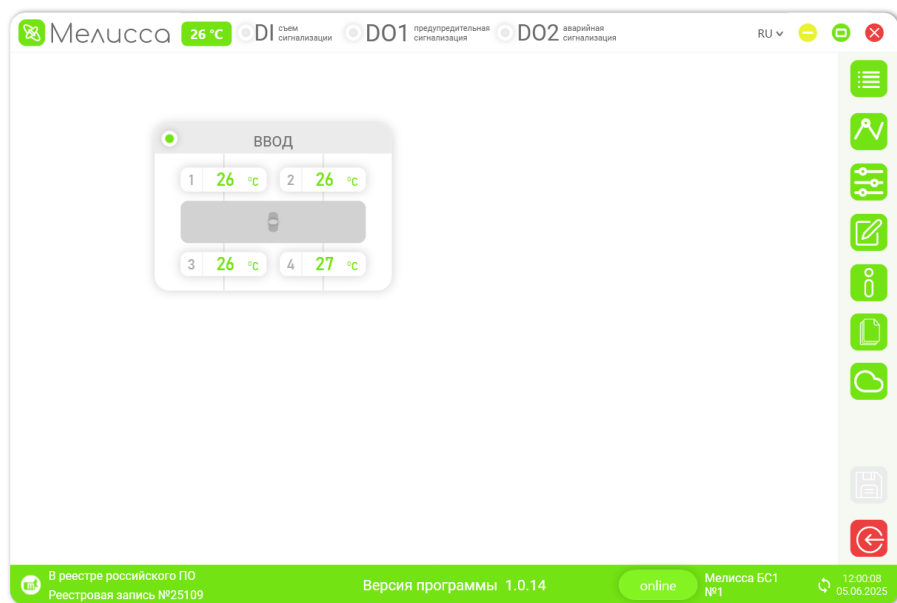 Мелисса 26 °C DI съем сигнализации DO1 предупредительная сигнализация DO2 аварийная сигнализация RU
ВВОД
1 26 °C 2 26 °C
3 26 °C 4 27 °C
В реестре российского ПО
Реестровая запись №25109
Версия программы 1.0.14
online
Мелисса БС1
№1
12:00:08
05.06.2025